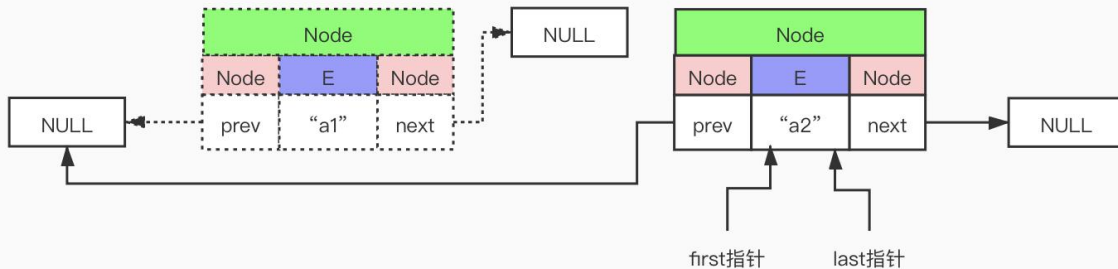 Node
NULL
Node
Node E Node
Node E Node
NULL
prev “a1” next
prev “a2” next
NULL
first指针
last指针